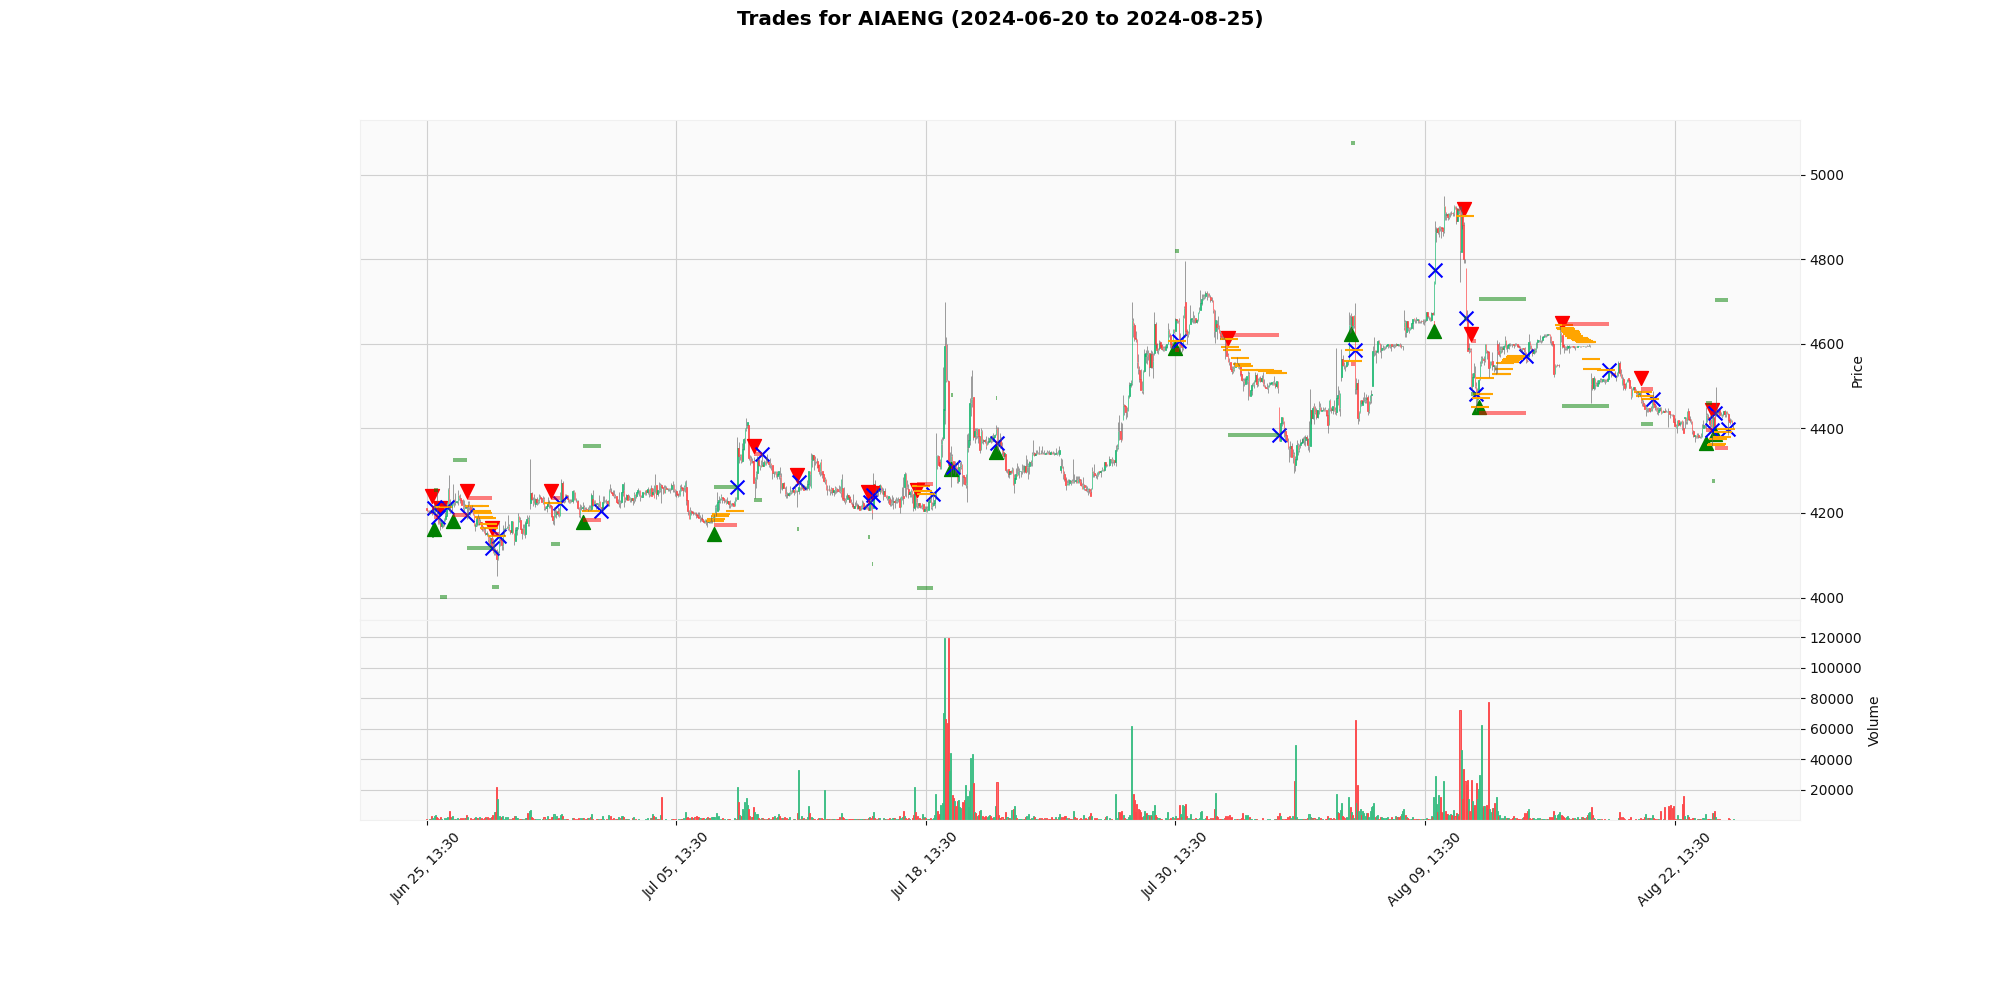 Trades for AIAENG (2024-06-20 to 2024-08-25)
5000
4800
4600
4400
4200
4000
Price
120000
100000
80000
60000
40000
20000
Volume
Jun 25, 13:30
Jul 05, 13:30
Jul 18, 13:30
Jul 30, 13:30
Aug 09, 13:30
Aug 22, 13:30